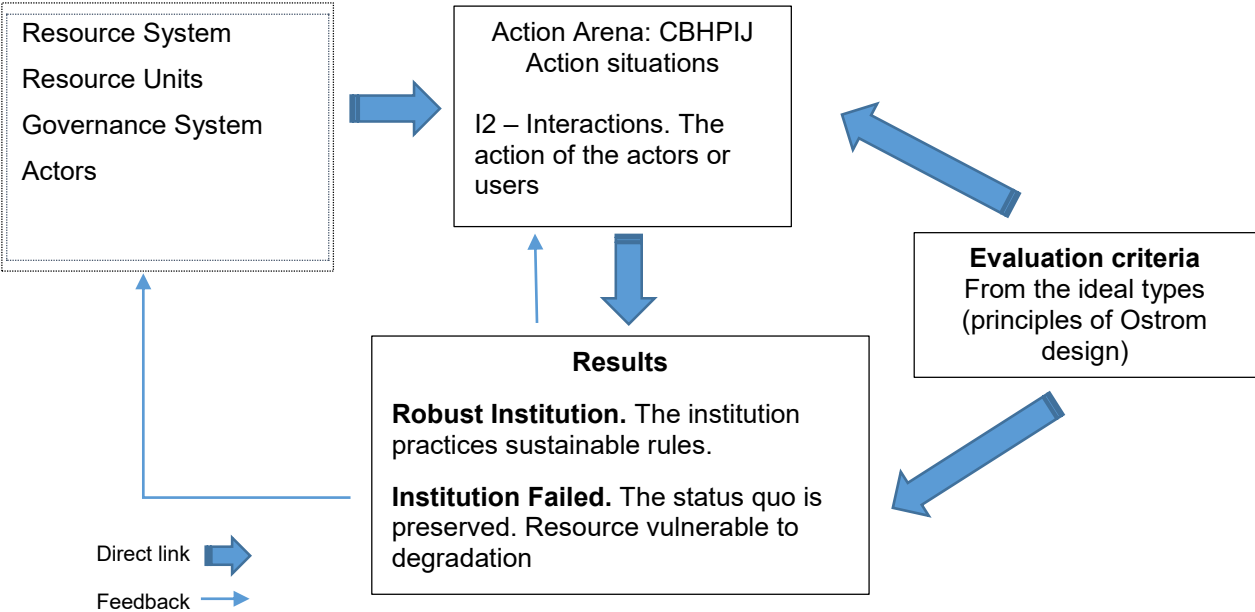 Resource System
Resource Units
Governance System
Actors
Action Arena: CBHPIJ
Action situations
I2 – Interactions. The
action of the actors or
users
Evaluation criteria
From the ideal types
(principles of Ostrom
design)
Results
Robust Institution. The institution
practices sustainable rules.
Institution Failed. The status quo is
preserved. Resource vulnerable to
degradation
Direct link
Feedback